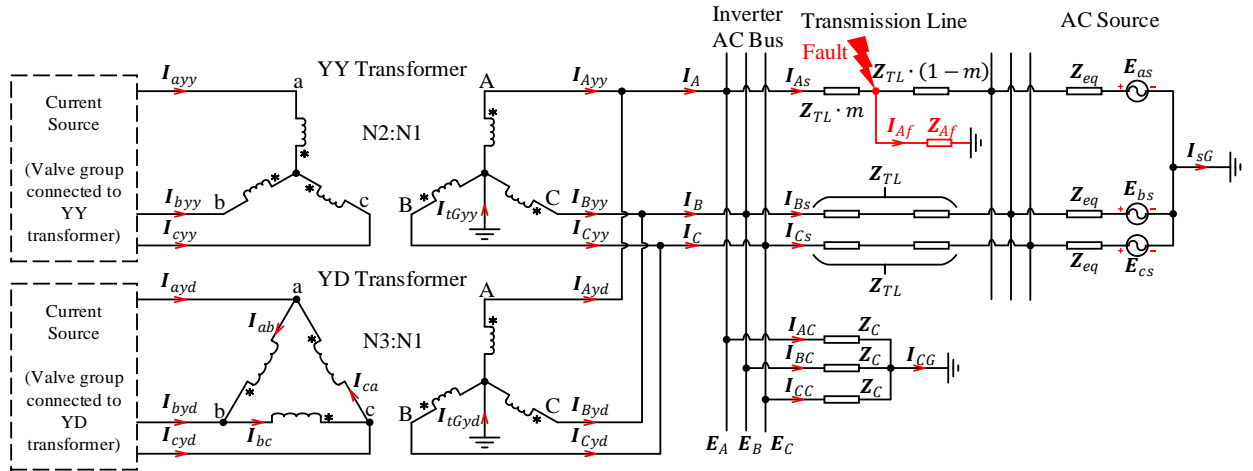 Inverter
AC Bus
Transmission Line
AC Source
Fault
I_ayy
a
YY Transformer
A
I_Ayy
I_A
I_As
Z_TL · (1 − m)
Z_eq
E_as
+ −
Current
Source
(Valve group
connected to
YY
transformer)
*
N2:N1
*
Z_TL · m
I_Af
Z_Af
I_sG
I_byy
b
*
*
c
B
*
I_tGyy
*
C
I_Byy
I_B
I_Bs
Z_TL
Z_eq
E_bs
+ −
I_cyy
I_Cyy
I_C
I_Cs
Z_TL
Z_eq
E_cs
+ −
YD Transformer
I_ayd
a
A
I_Ayd
Current
Source
(Valve group
connected to
YD
transformer)
I_ab
*
*
N3:N1
*
I_AC
Z_C
I_BC
Z_C
I_CG
I_CC
Z_C
I_ca
I_byd
b
*
*
c
B
*
I_tGyd
*
C
I_Byd
I_cyd
I_bc
I_Cyd
E_A
E_B
E_C